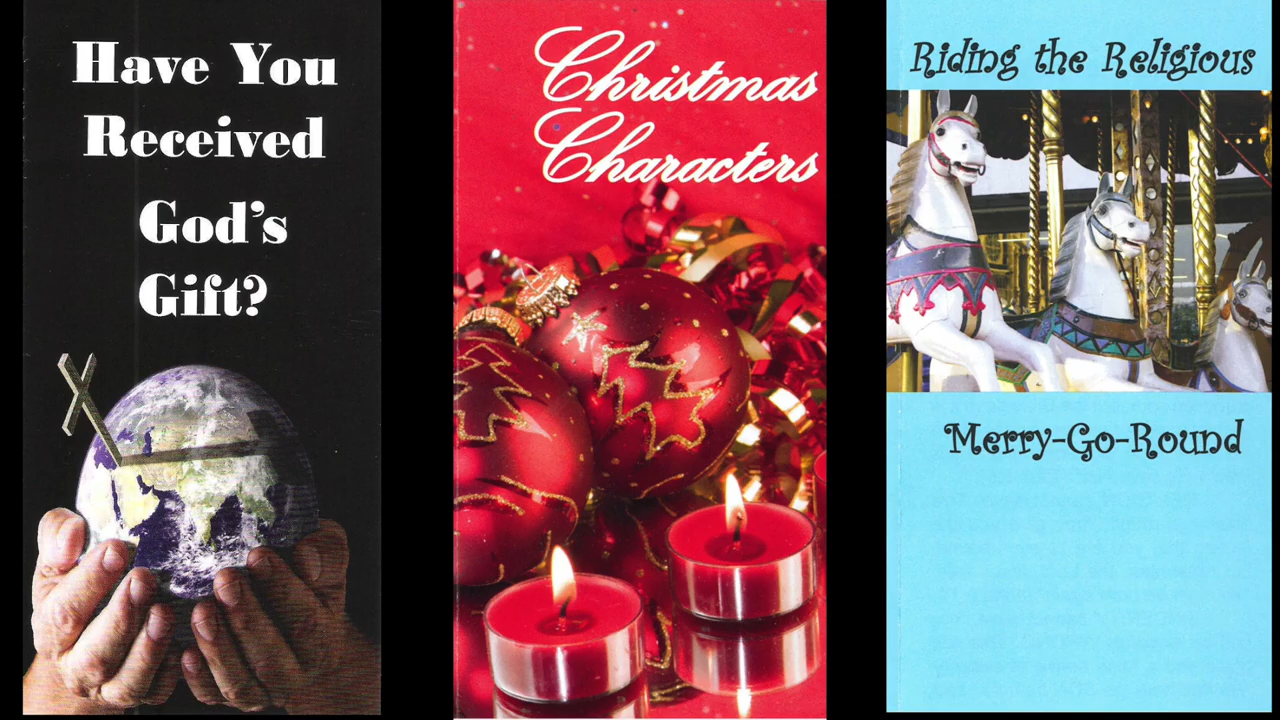 Have You
Received
God's
Gift?
Christmas
Characters
Riding the Religious
Merry-Go-Round